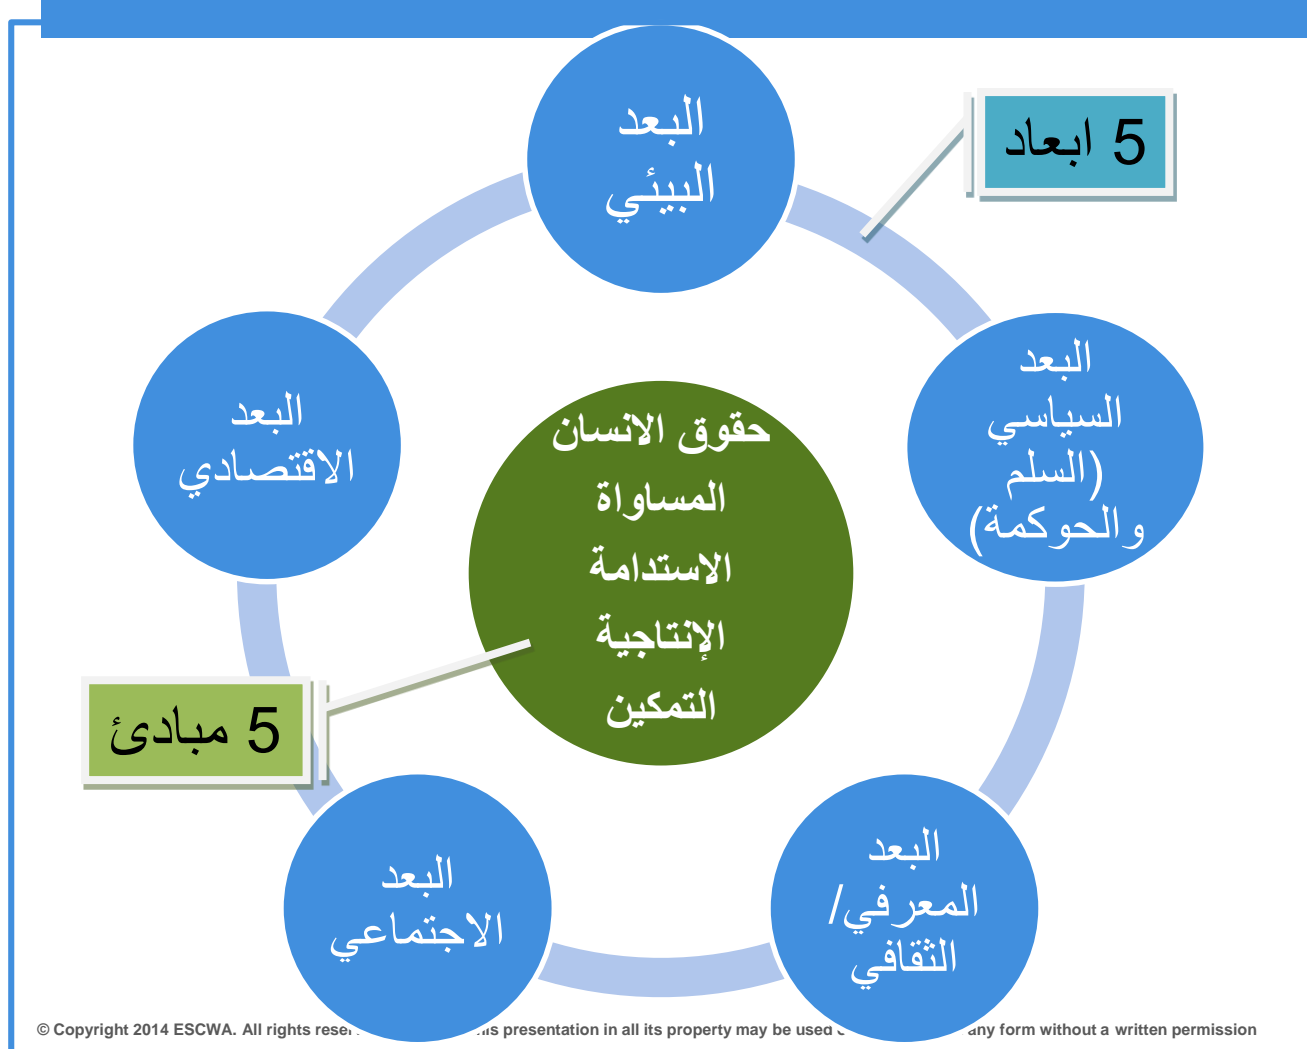 البعد
البيئي
5 ابعاد
البعد
السياسي
(السلم
والحوكمة)
البعد
الاقتصادي
حقوق الانسان
المساواة
الاستدامة
الإنتاجية
التمكين
5 مبادئ
البعد
المعرفي/
الثقافي
البعد
الاجتماعي
© Copyright 2014 ESCWA. All rights presentation in all its property may be used any form without a written permission